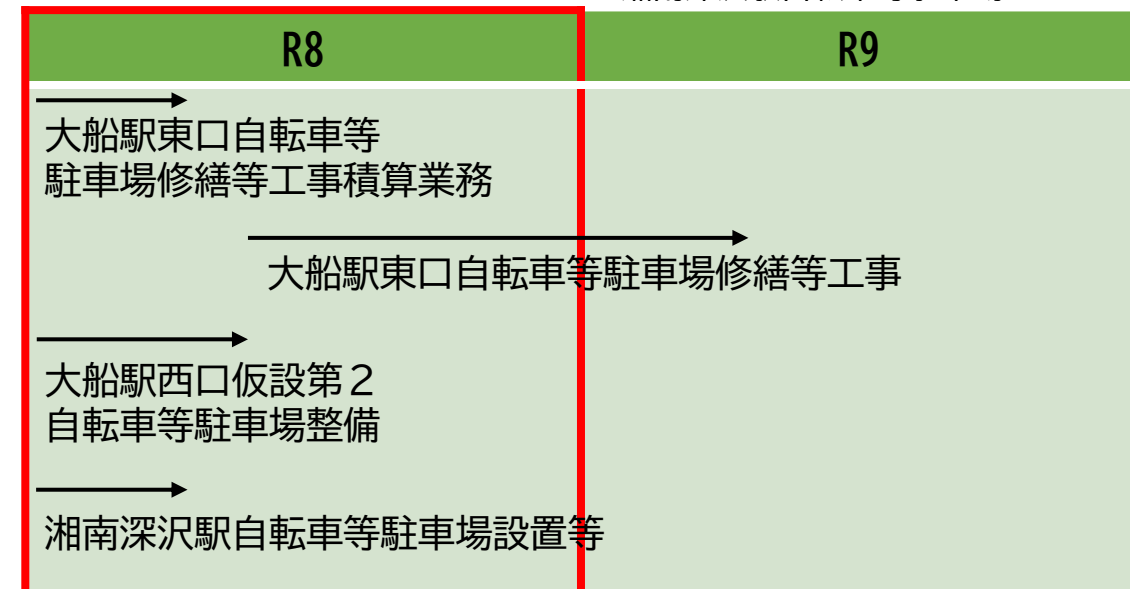 R8
R9
大船駅東口自転車等
駐車場修繕等工事積算業務
大船駅東口自転車等駐車場修繕等工事
大船駅西口仮設第２
自転車等駐車場整備
湘南深沢駅自転車等駐車場設置等